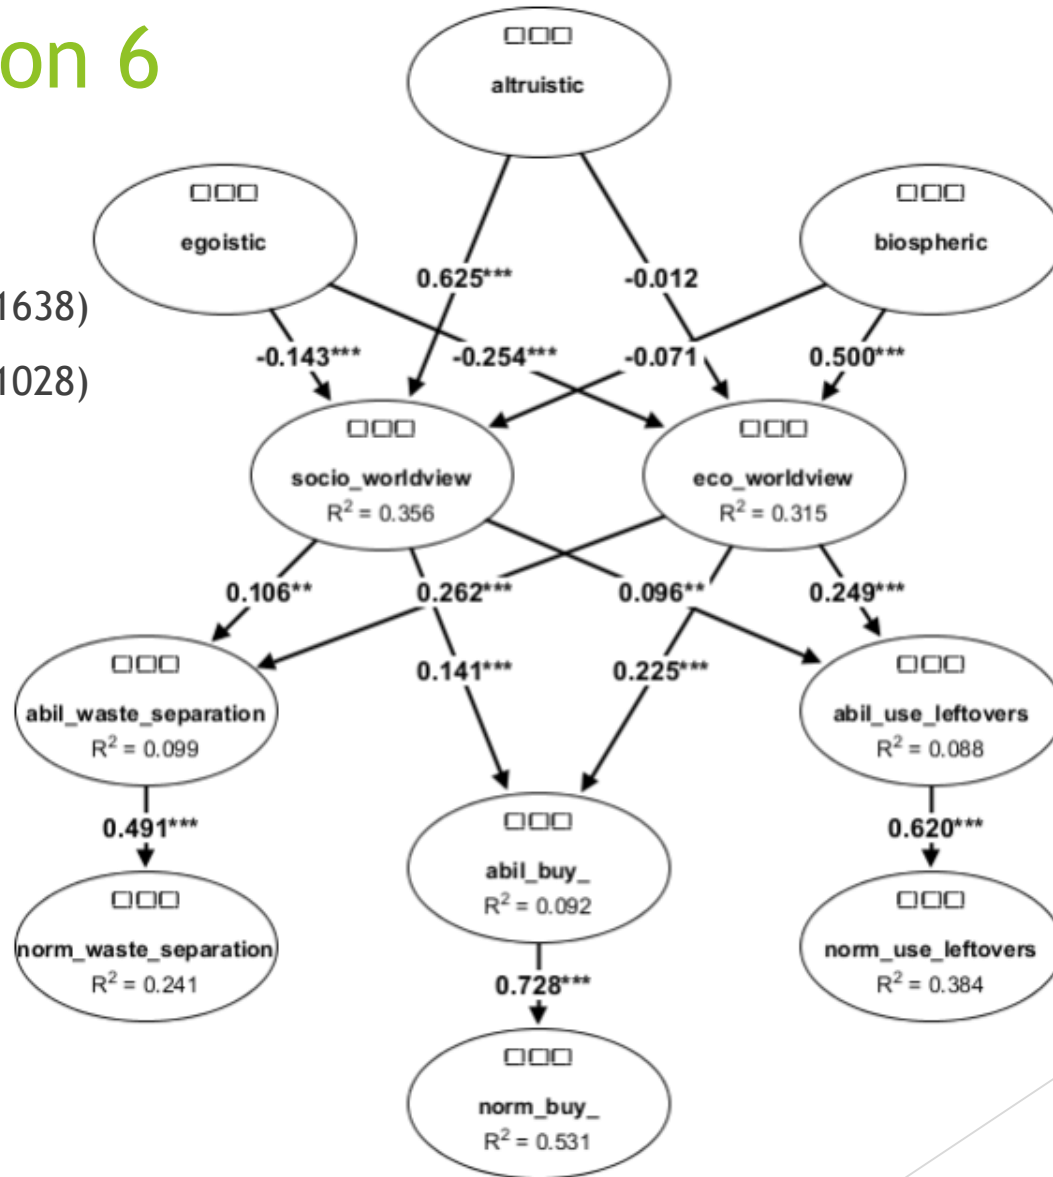 on 6
altruistic
egoistic
biospheric
1638)
0.625***
-0.012
-0.143***
-0.254***
-0.071
0.500***
1028)
socio_worldview
R² = 0.356
eco_worldview
R² = 0.315
0.106**
0.262***
0.096**
0.249***
0.141***
0.225***
abil_waste_separation
R² = 0.099
abil_use_leftovers
R² = 0.088
0.491***
0.620***
abil_buy_
R² = 0.092
norm_waste_separation
R² = 0.241
norm_use_leftovers
R² = 0.384
0.728***
norm_buy_
R² = 0.531